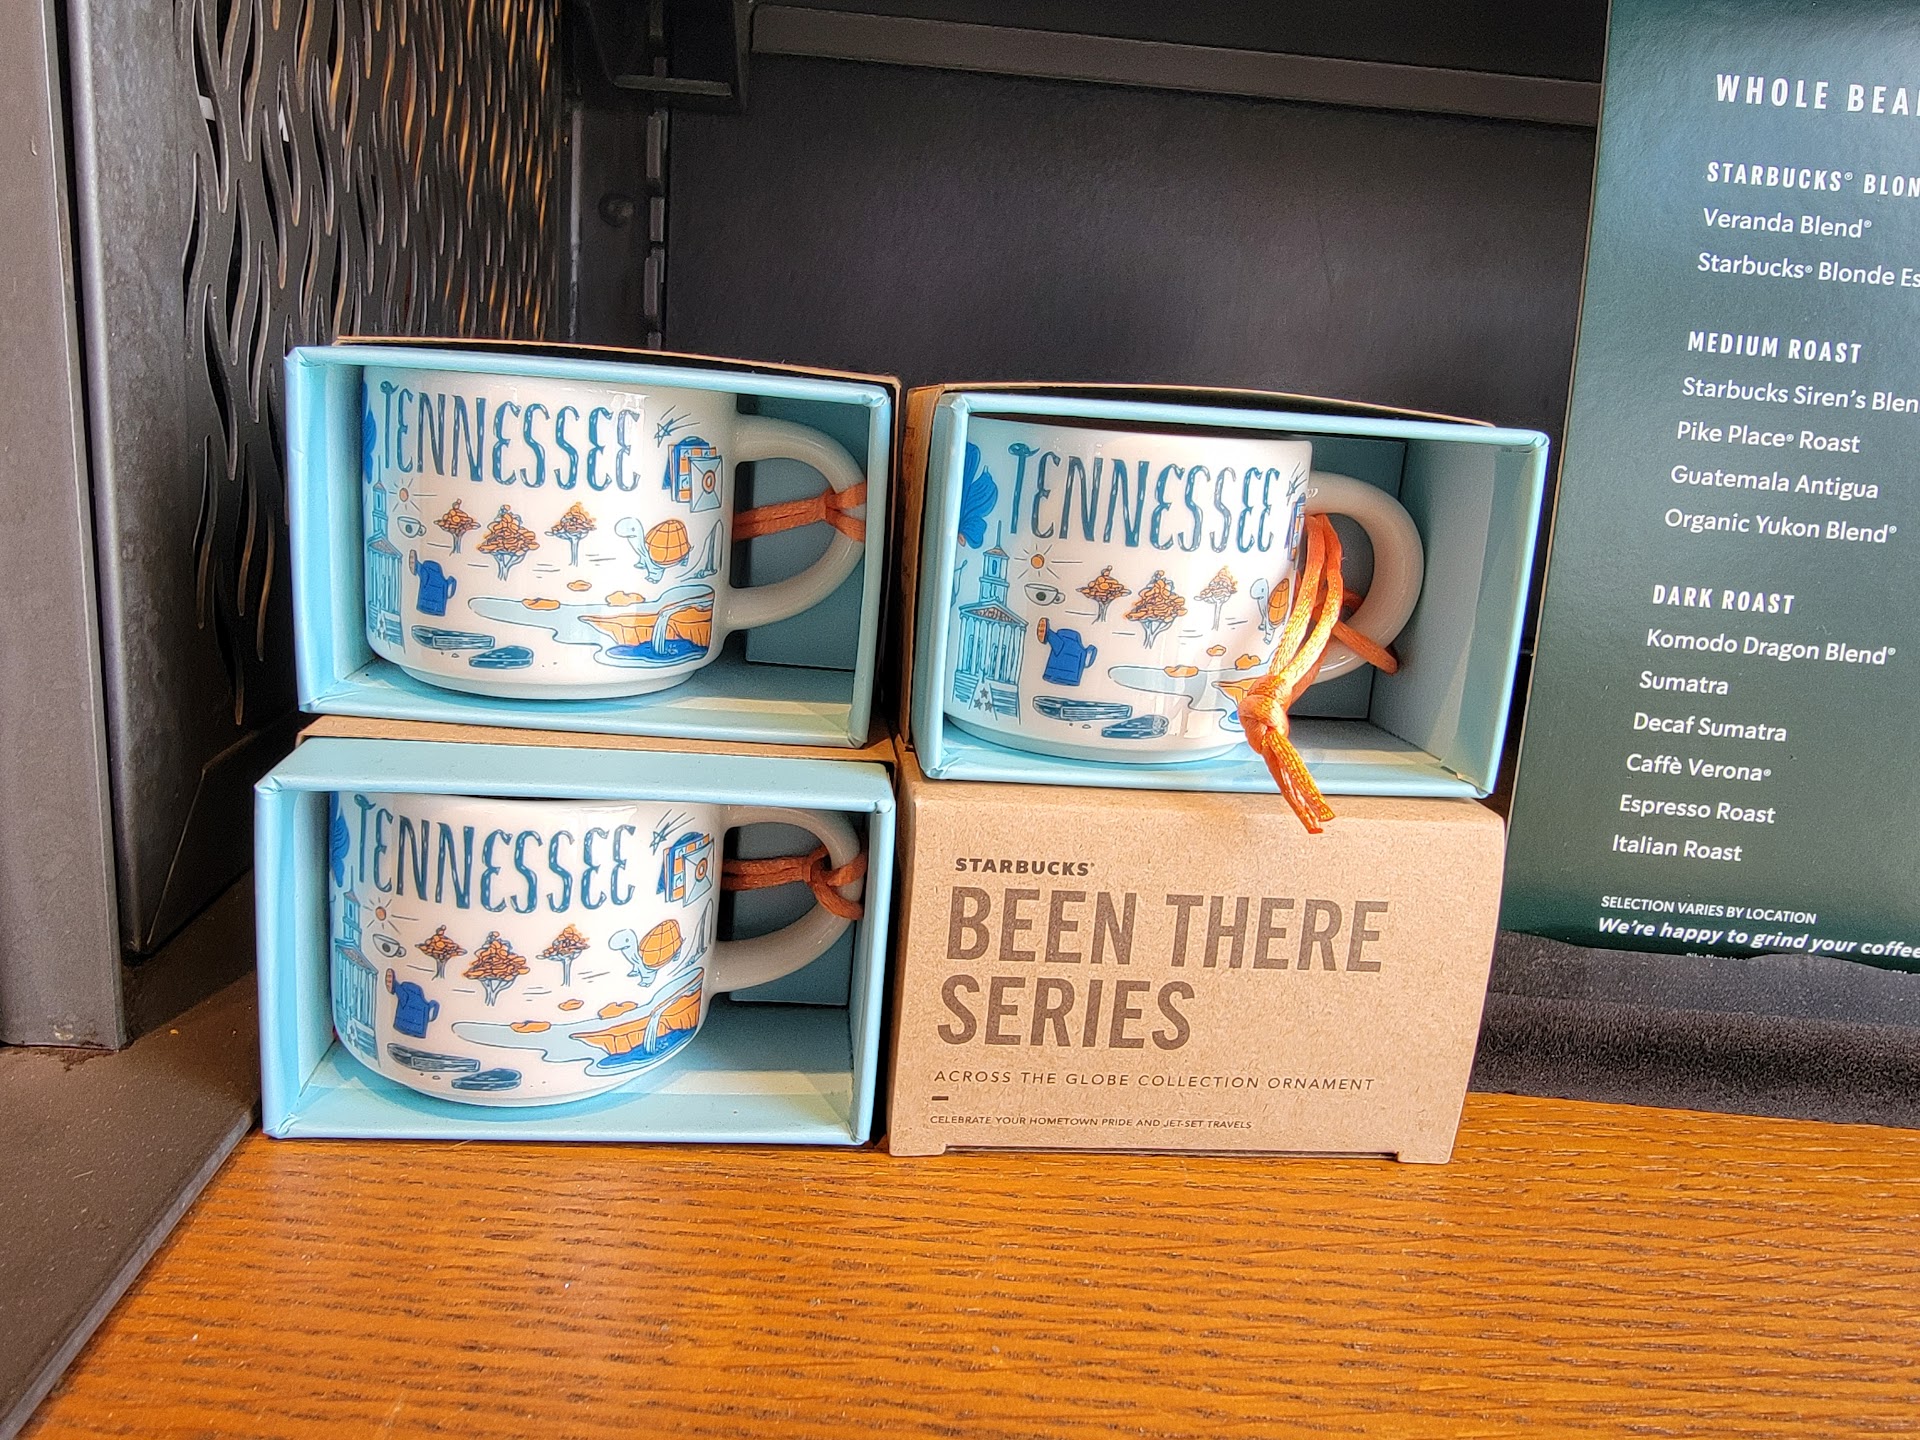 TENNESSEE
TENNESSEE
TENNESSEE
STARBUCKS®
BEEN THERE
SERIES
ACROSS THE GLOBE COLLECTION ORNAMENT
CELEBRATE YOUR HOMETOWN PRIDE AND JET-SET TRAVELS
WHOLE BEA
STARBUCKS® BLON
Veranda Blend®
Starbucks® Blonde Es
MEDIUM ROAST
Starbucks Siren's Blen
Pike Place® Roast
Guatemala Antigua
Organic Yukon Blend®
DARK ROAST
Komodo Dragon Blend®
Sumatra
Decaf Sumatra
Caffè Verona®
Espresso Roast
Italian Roast
SELECTION VARIES BY LOCATION
We're happy to grind your coffee